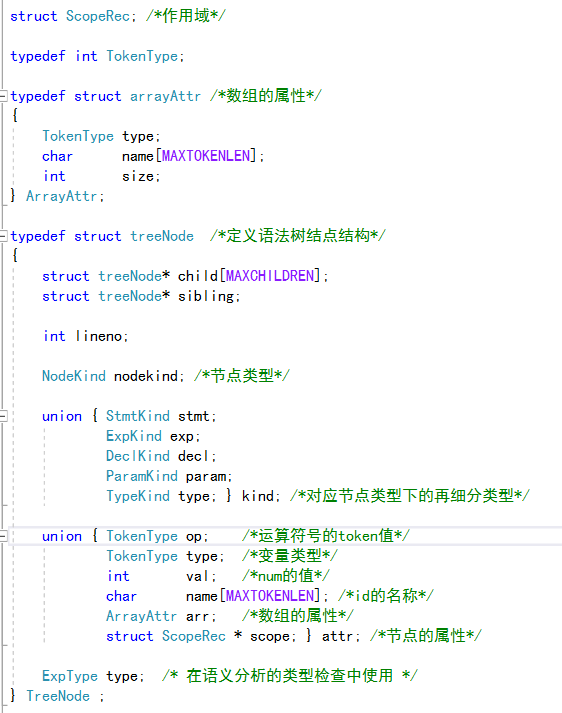 struct ScopeRec; /*作用域*/
typedef int TokenType;
typedef struct arrayAttr /*数组的属性*/
{
    TokenType type;
    char      name[MAXTOKENLEN];
    int       size;
} ArrayAttr;
typedef struct treeNode  /*定义语法树结点结构*/
{
    struct treeNode* child[MAXCHILDREN];
    struct treeNode* sibling;
    int lineno;
    NodeKind nodekind; /*节点类型*/
    union { StmtKind stmt;
            ExpKind exp;
            DeclKind decl;
            ParamKind param;
            TypeKind type; } kind; /*对应节点类型下的再细分类型*/
    union { TokenType op;    /*运算符号的token值*/
            TokenType type;  /*变量类型*/
            int       val;   /*num的值*/
            char      name[MAXTOKENLEN]; /*id的名称*/
            ArrayAttr arr;   /*数组的属性*/
            struct ScopeRec * scope; } attr; /*节点的属性*/
    ExpType type;  /* 在语义分析的类型检查中使用 */
} TreeNode ;